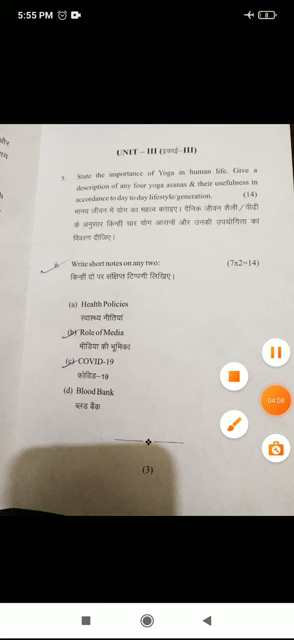 5:55 PM
8
UNIT – III (इकाई-III)
5. State the importance of Yoga in human life. Give a
description of any four yoga asanas & their usefulness in
accordance to day to day lifestyle/generation. (14)
मानव जीवन में योग का महत्व बताइए। दैनिक जीवन शैली/पीढ़ी
के अनुसार किन्हीं चार योग आसनों और उनकी उपयोगिता का
विवरण दीजिए।
6. Write short notes on any two: (7x2=14)
किन्हीं दो पर संक्षिप्त टिप्पणी लिखिए।
(a) Health Policies
स्वास्थ्य नीतियां
(b) Role of Media
मीडिया की भूमिका
(c) COVID-19
कोविड-19
(d) Blood Bank
ब्लड बैंक
04:08
(3)